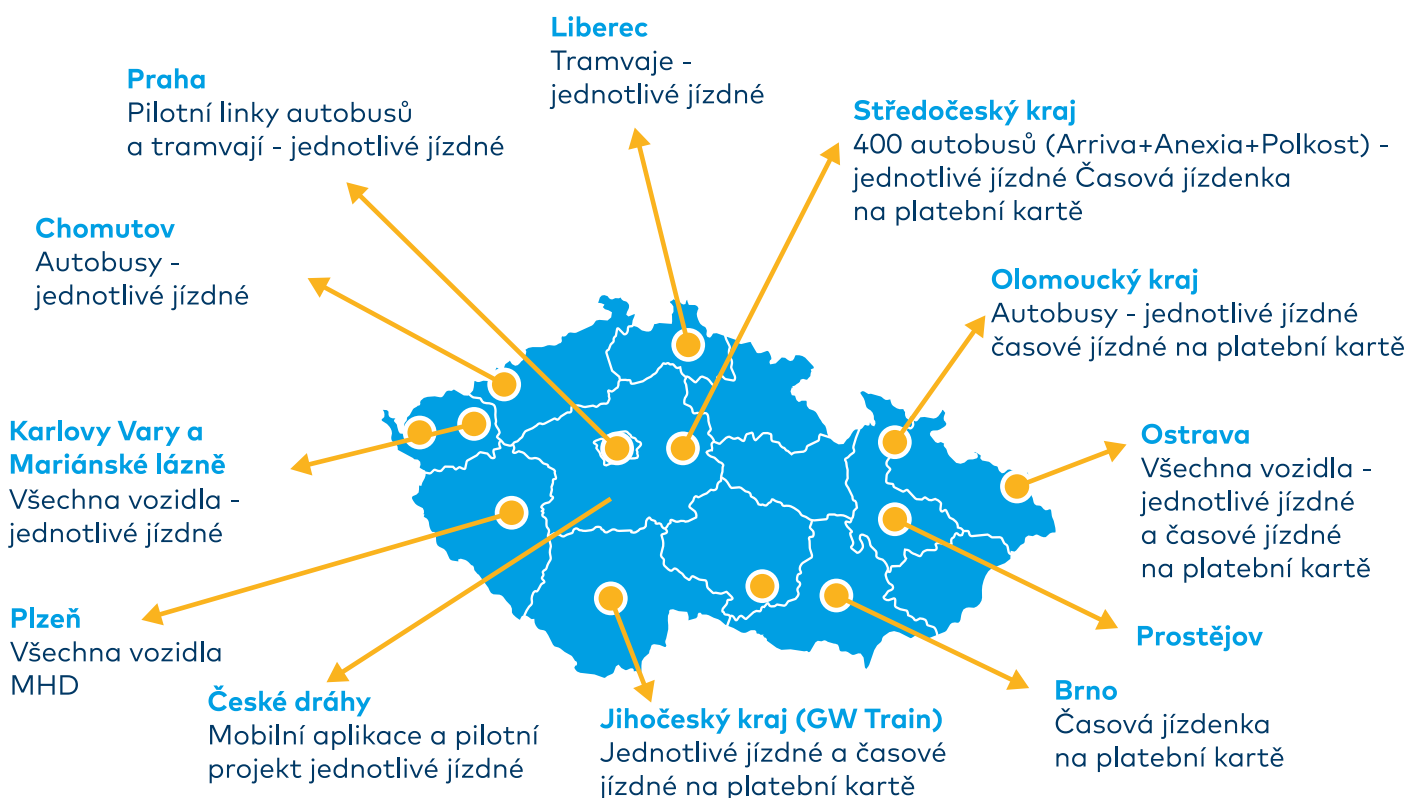 Liberec
Tramvaje -
jednotlivé jízdné
Praha
Pilotní linky autobusů
a tramvají - jednotlivé jízdné
Středočeský kraj
400 autobusů (Arriva+Anexia+Polkost) -
jednotlivé jízdné Časová jízdenka
na platební kartě
Chomutov
Autobusy -
jednotlivé jízdné
Olomoucký kraj
Autobusy - jednotlivé jízdné
časové jízdné na platební kartě
Karlovy Vary a
Mariánské lázně
Všechna vozidla -
jednotlivé jízdné
Ostrava
Všechna vozidla -
jednotlivé jízdné
a časové jízdné
na platební kartě
Plzeň
Všechna vozidla
MHD
Prostějov
České dráhy
Mobilní aplikace a pilotní
projekt jednotlivé jízdné
Jihočeský kraj (GW Train)
Jednotlivé jízdné a časové
jízdné na platební kartě
Brno
Časová jízdenka
na platební kartě